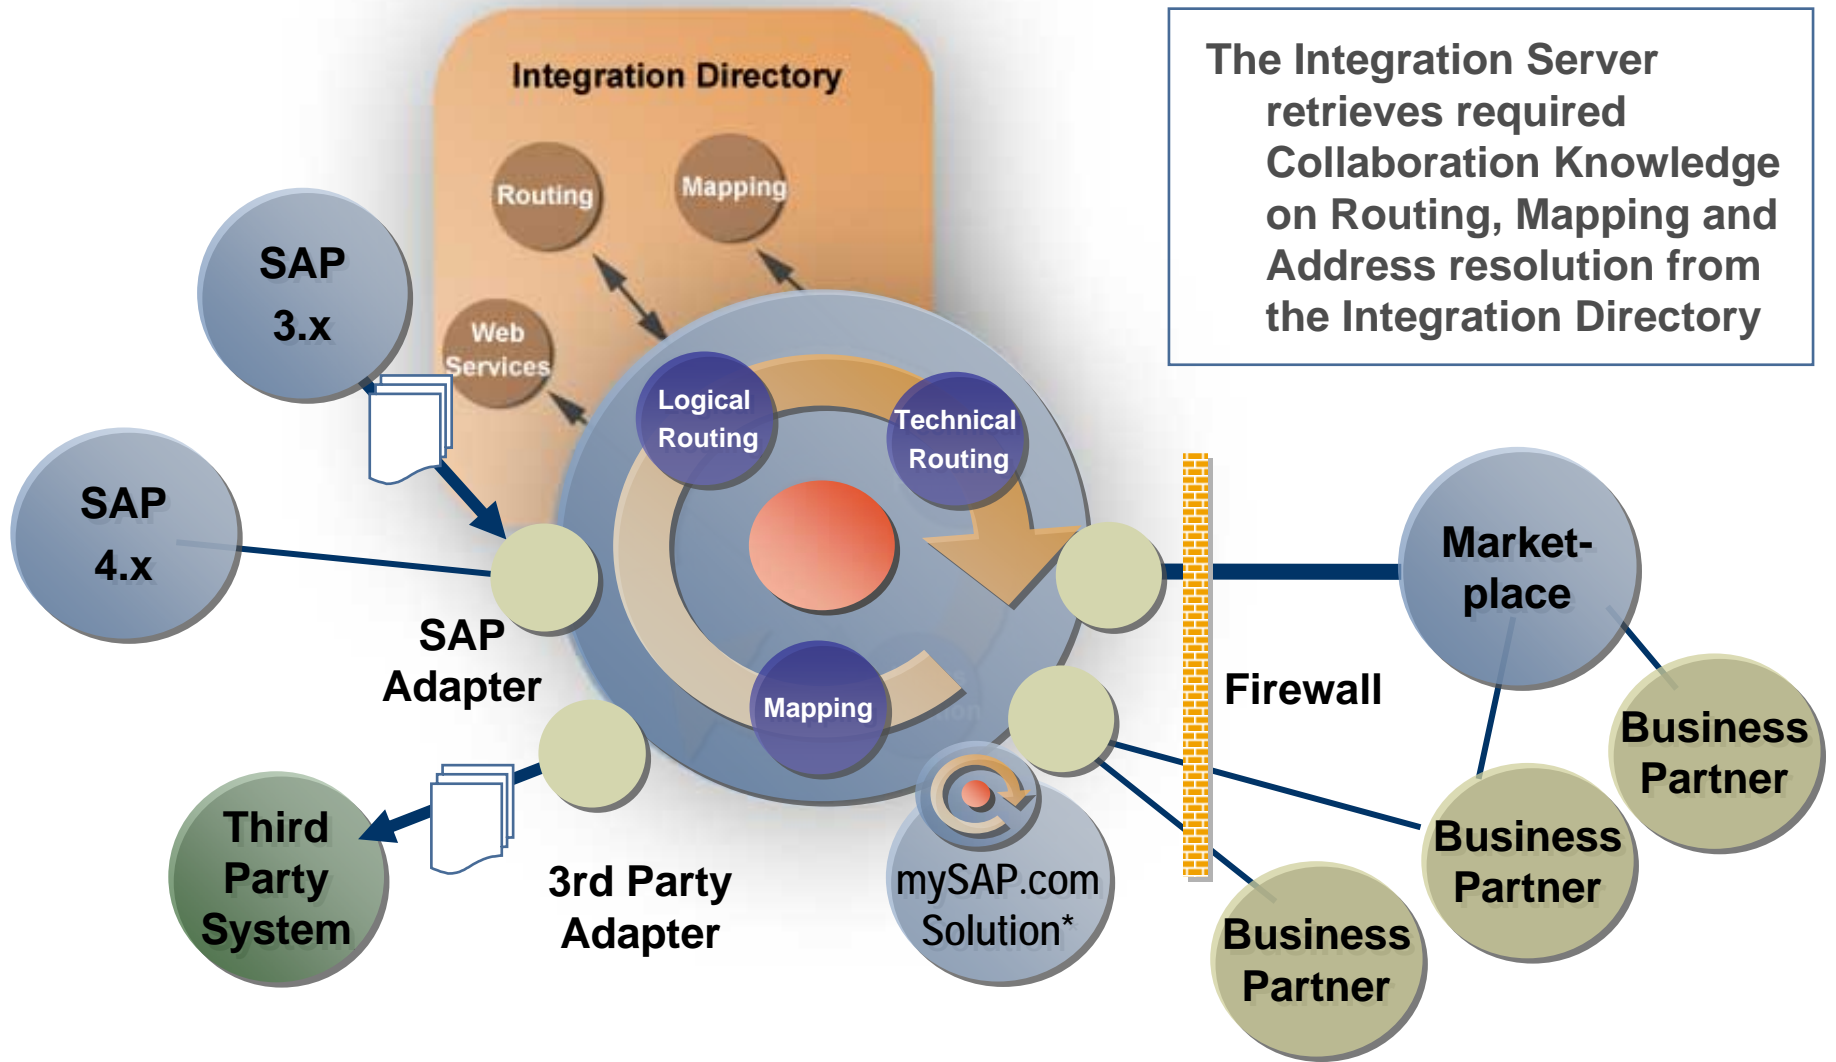 Integration Directory
Routing
Mapping
Web
Services
The Integration Server
retrieves required
Collaboration Knowledge
on Routing, Mapping and
Address resolution from
the Integration Directory
SAP
3.x
SAP
4.x
Logical
Routing
Technical
Routing
Mapping
SAP
Adapter
Firewall
Market-
place
Business
Partner
Business
Partner
Business
Partner
Third
Party
System
3rd Party
Adapter
mySAP.com
Solution*